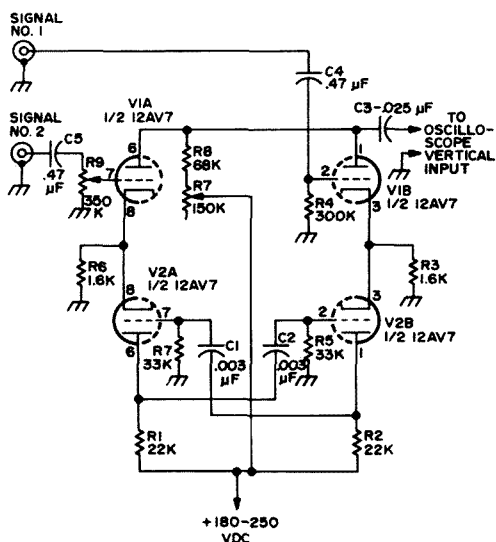 SIGNAL
NO. 1
C4
.47 µF
C3-.025 µF
TO
OSCILLO-
SCOPE
VERTICAL
INPUT
SIGNAL
NO. 2
C5
.47
µF
R9
350
K
V1A
1/2 12AV7
6
7
8
R8
68K
R7
150K
R4
300K
1
2
3
V1B
1/2 12AV7
R6
1.6K
R3
1.6K
V2A
1/2 12AV7
8
7
6
R7
33K
C1
.003
µF
C2
.003
µF
R5
33K
3
2
1
V2B
1/2 12AV7
R1
22K
R2
22K
+180-250
VDC